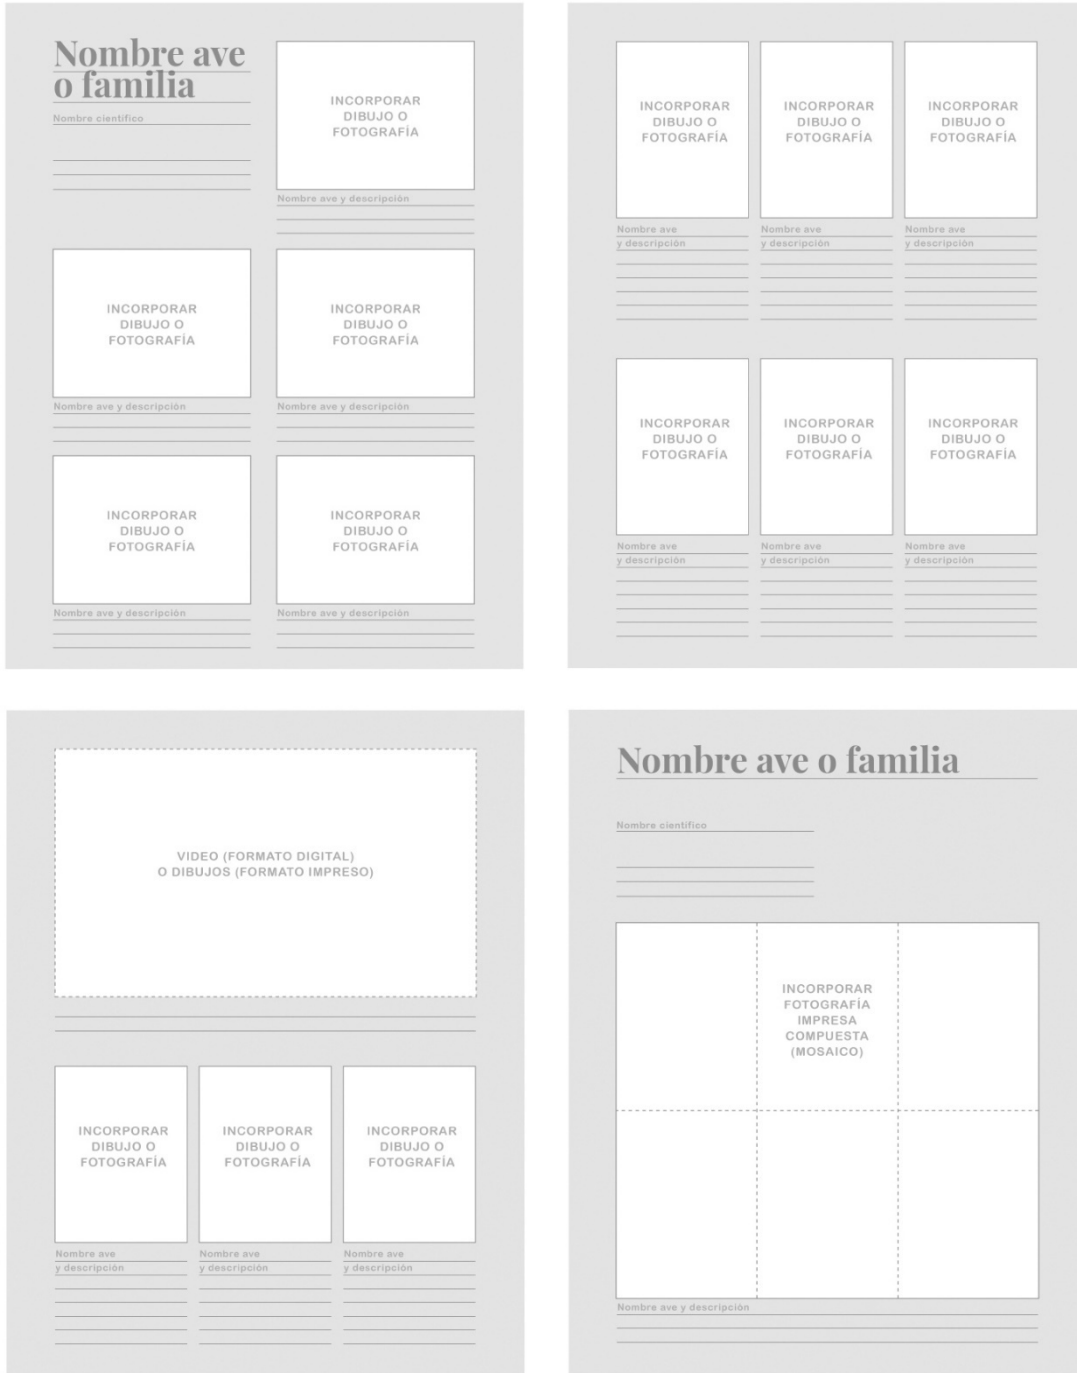 Nombre ave
o familia
Nombre científico
INCORPORAR
DIBUJO O
FOTOGRAFÍA
Nombre ave y descripción
INCORPORAR
DIBUJO O
FOTOGRAFÍA
Nombre ave y descripción
INCORPORAR
DIBUJO O
FOTOGRAFÍA
Nombre ave y descripción
INCORPORAR
DIBUJO O
FOTOGRAFÍA
Nombre ave y descripción
INCORPORAR
DIBUJO O
FOTOGRAFÍA
Nombre ave y descripción
INCORPORAR
DIBUJO O
FOTOGRAFÍA
Nombre ave
y descripción
INCORPORAR
DIBUJO O
FOTOGRAFÍA
Nombre ave
y descripción
INCORPORAR
DIBUJO O
FOTOGRAFÍA
Nombre ave
y descripción
INCORPORAR
DIBUJO O
FOTOGRAFÍA
Nombre ave
y descripción
INCORPORAR
DIBUJO O
FOTOGRAFÍA
Nombre ave
y descripción
INCORPORAR
DIBUJO O
FOTOGRAFÍA
Nombre ave
y descripción
VIDEO (FORMATO DIGITAL)
O DIBUJOS (FORMATO IMPRESO)
INCORPORAR
DIBUJO O
FOTOGRAFÍA
Nombre ave
y descripción
INCORPORAR
DIBUJO O
FOTOGRAFÍA
Nombre ave
y descripción
INCORPORAR
DIBUJO O
FOTOGRAFÍA
Nombre ave
y descripción
Nombre ave o familia
Nombre científico
INCORPORAR
FOTOGRAFÍA
IMPRESA
COMPUESTA
(MOSAICO)
Nombre ave y descripción